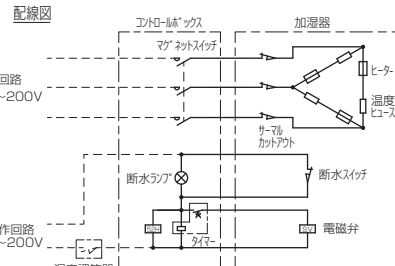 配線図
コントロールボックス
加湿器
マグネットスイッチ
回路
~200V
ヒーター
温度
ヒューズ
サーマル
カットアウト
断水ランプ
断水スイッチ
作回路
~200V
52H
タイマー
SV
電磁弁